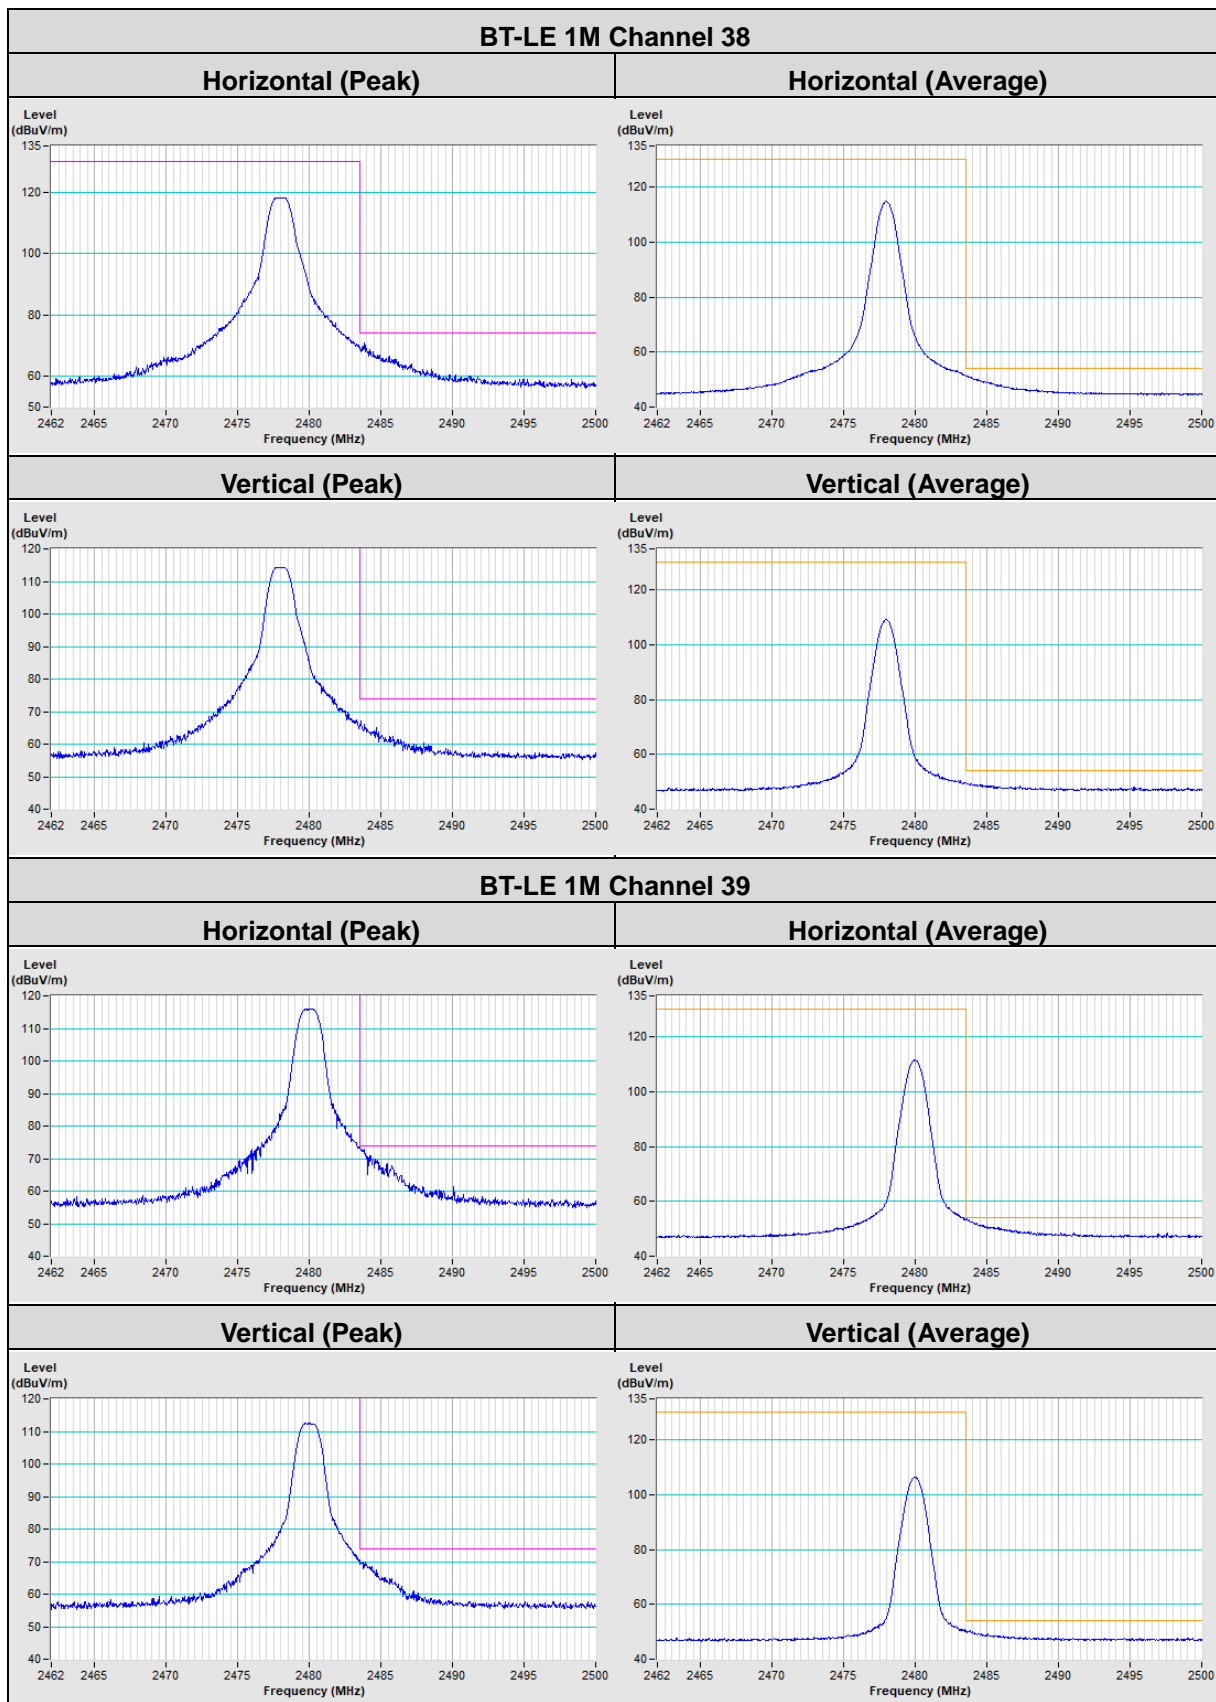 BT-LE 1M Channel 38
Horizontal (Peak)
Horizontal (Average)
Level
(dBuV/m)
135
120
100
80
60
50
2462 2465 2470 2475 2480 2485 2490 2495 2500
Frequency (MHz)
Level
(dBuV/m)
135
120
100
80
60
40
2462 2465 2470 2475 2480 2485 2490 2495 2500
Frequency (MHz)
Vertical (Peak)
Vertical (Average)
Level
(dBuV/m)
120
110
100
90
80
70
60
50
40
2462 2465 2470 2475 2480 2485 2490 2495 2500
Frequency (MHz)
Level
(dBuV/m)
135
120
100
80
60
40
2462 2465 2470 2475 2480 2485 2490 2495 2500
Frequency (MHz)
BT-LE 1M Channel 39
Horizontal (Peak)
Horizontal (Average)
Level
(dBuV/m)
120
110
100
90
80
70
60
50
40
2462 2465 2470 2475 2480 2485 2490 2495 2500
Frequency (MHz)
Level
(dBuV/m)
135
120
100
80
60
40
2462 2465 2470 2475 2480 2485 2490 2495 2500
Frequency (MHz)
Vertical (Peak)
Vertical (Average)
Level
(dBuV/m)
120
110
100
90
80
70
60
50
40
2462 2465 2470 2475 2480 2485 2490 2495 2500
Frequency (MHz)
Level
(dBuV/m)
135
120
100
80
60
40
2462 2465 2470 2475 2480 2485 2490 2495 2500
Frequency (MHz)